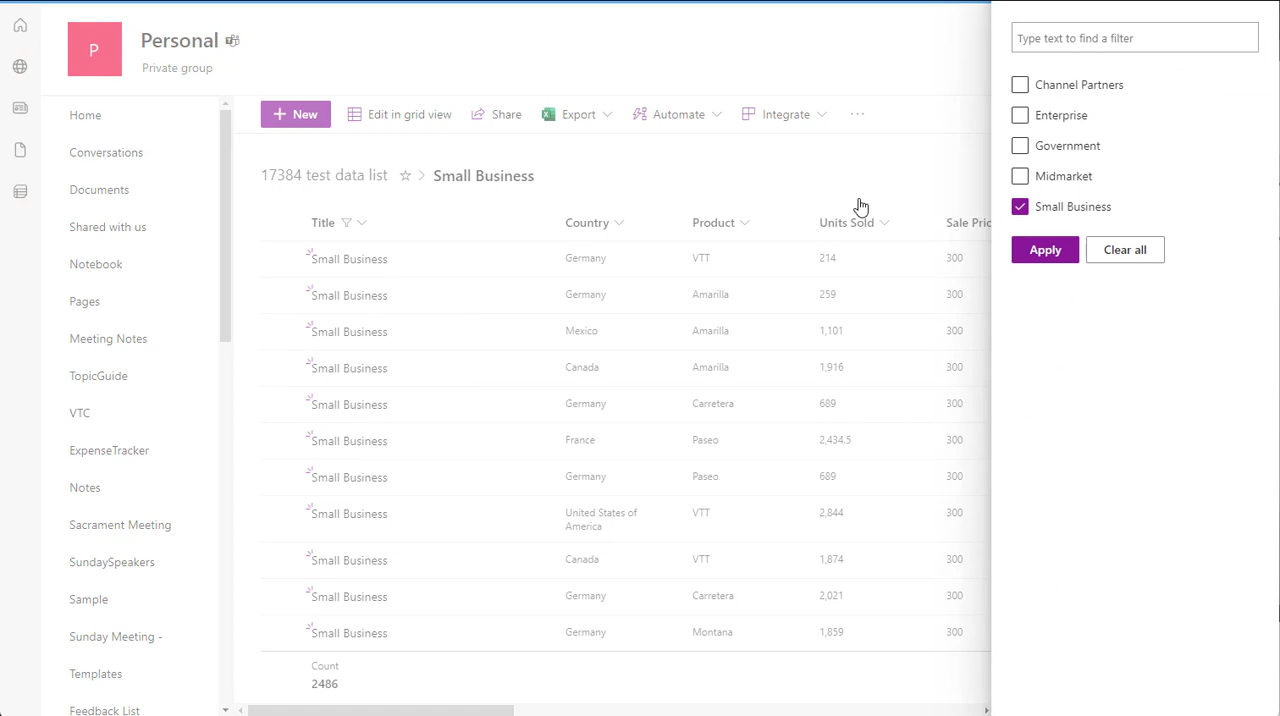 P
Personal
Private group
Home
Conversations
Documents
Shared with us
Notebook
Pages
Meeting Notes
TopicGuide
VTC
ExpenseTracker
Notes
Sacrament Meeting
SundaySpeakers
Sample
Sunday Meeting -
Templates
Feedback List
New Edit in grid view Share Export Automate Integrate ...
17384 test data list > Small Business
Title Country Product Units Sold Sale Pric
Small Business Germany VTT 214 300
Small Business Germany Amarilla 259 300
Small Business Mexico Amarilla 1,101 300
Small Business Canada Amarilla 1,916 300
Small Business Germany Carretera 689 300
Small Business France Paseo 2,434.5 300
Small Business Germany Paseo 689 300
Small Business United States of VTT 2,844 300
America
Small Business Canada VTT 1,874 300
Small Business Germany Carretera 2,021 300
Small Business Germany Montana 1,859 300
Count
2486
Type text to find a filter
Channel Partners
Enterprise
Government
Midmarket
Small Business
Apply Clear all